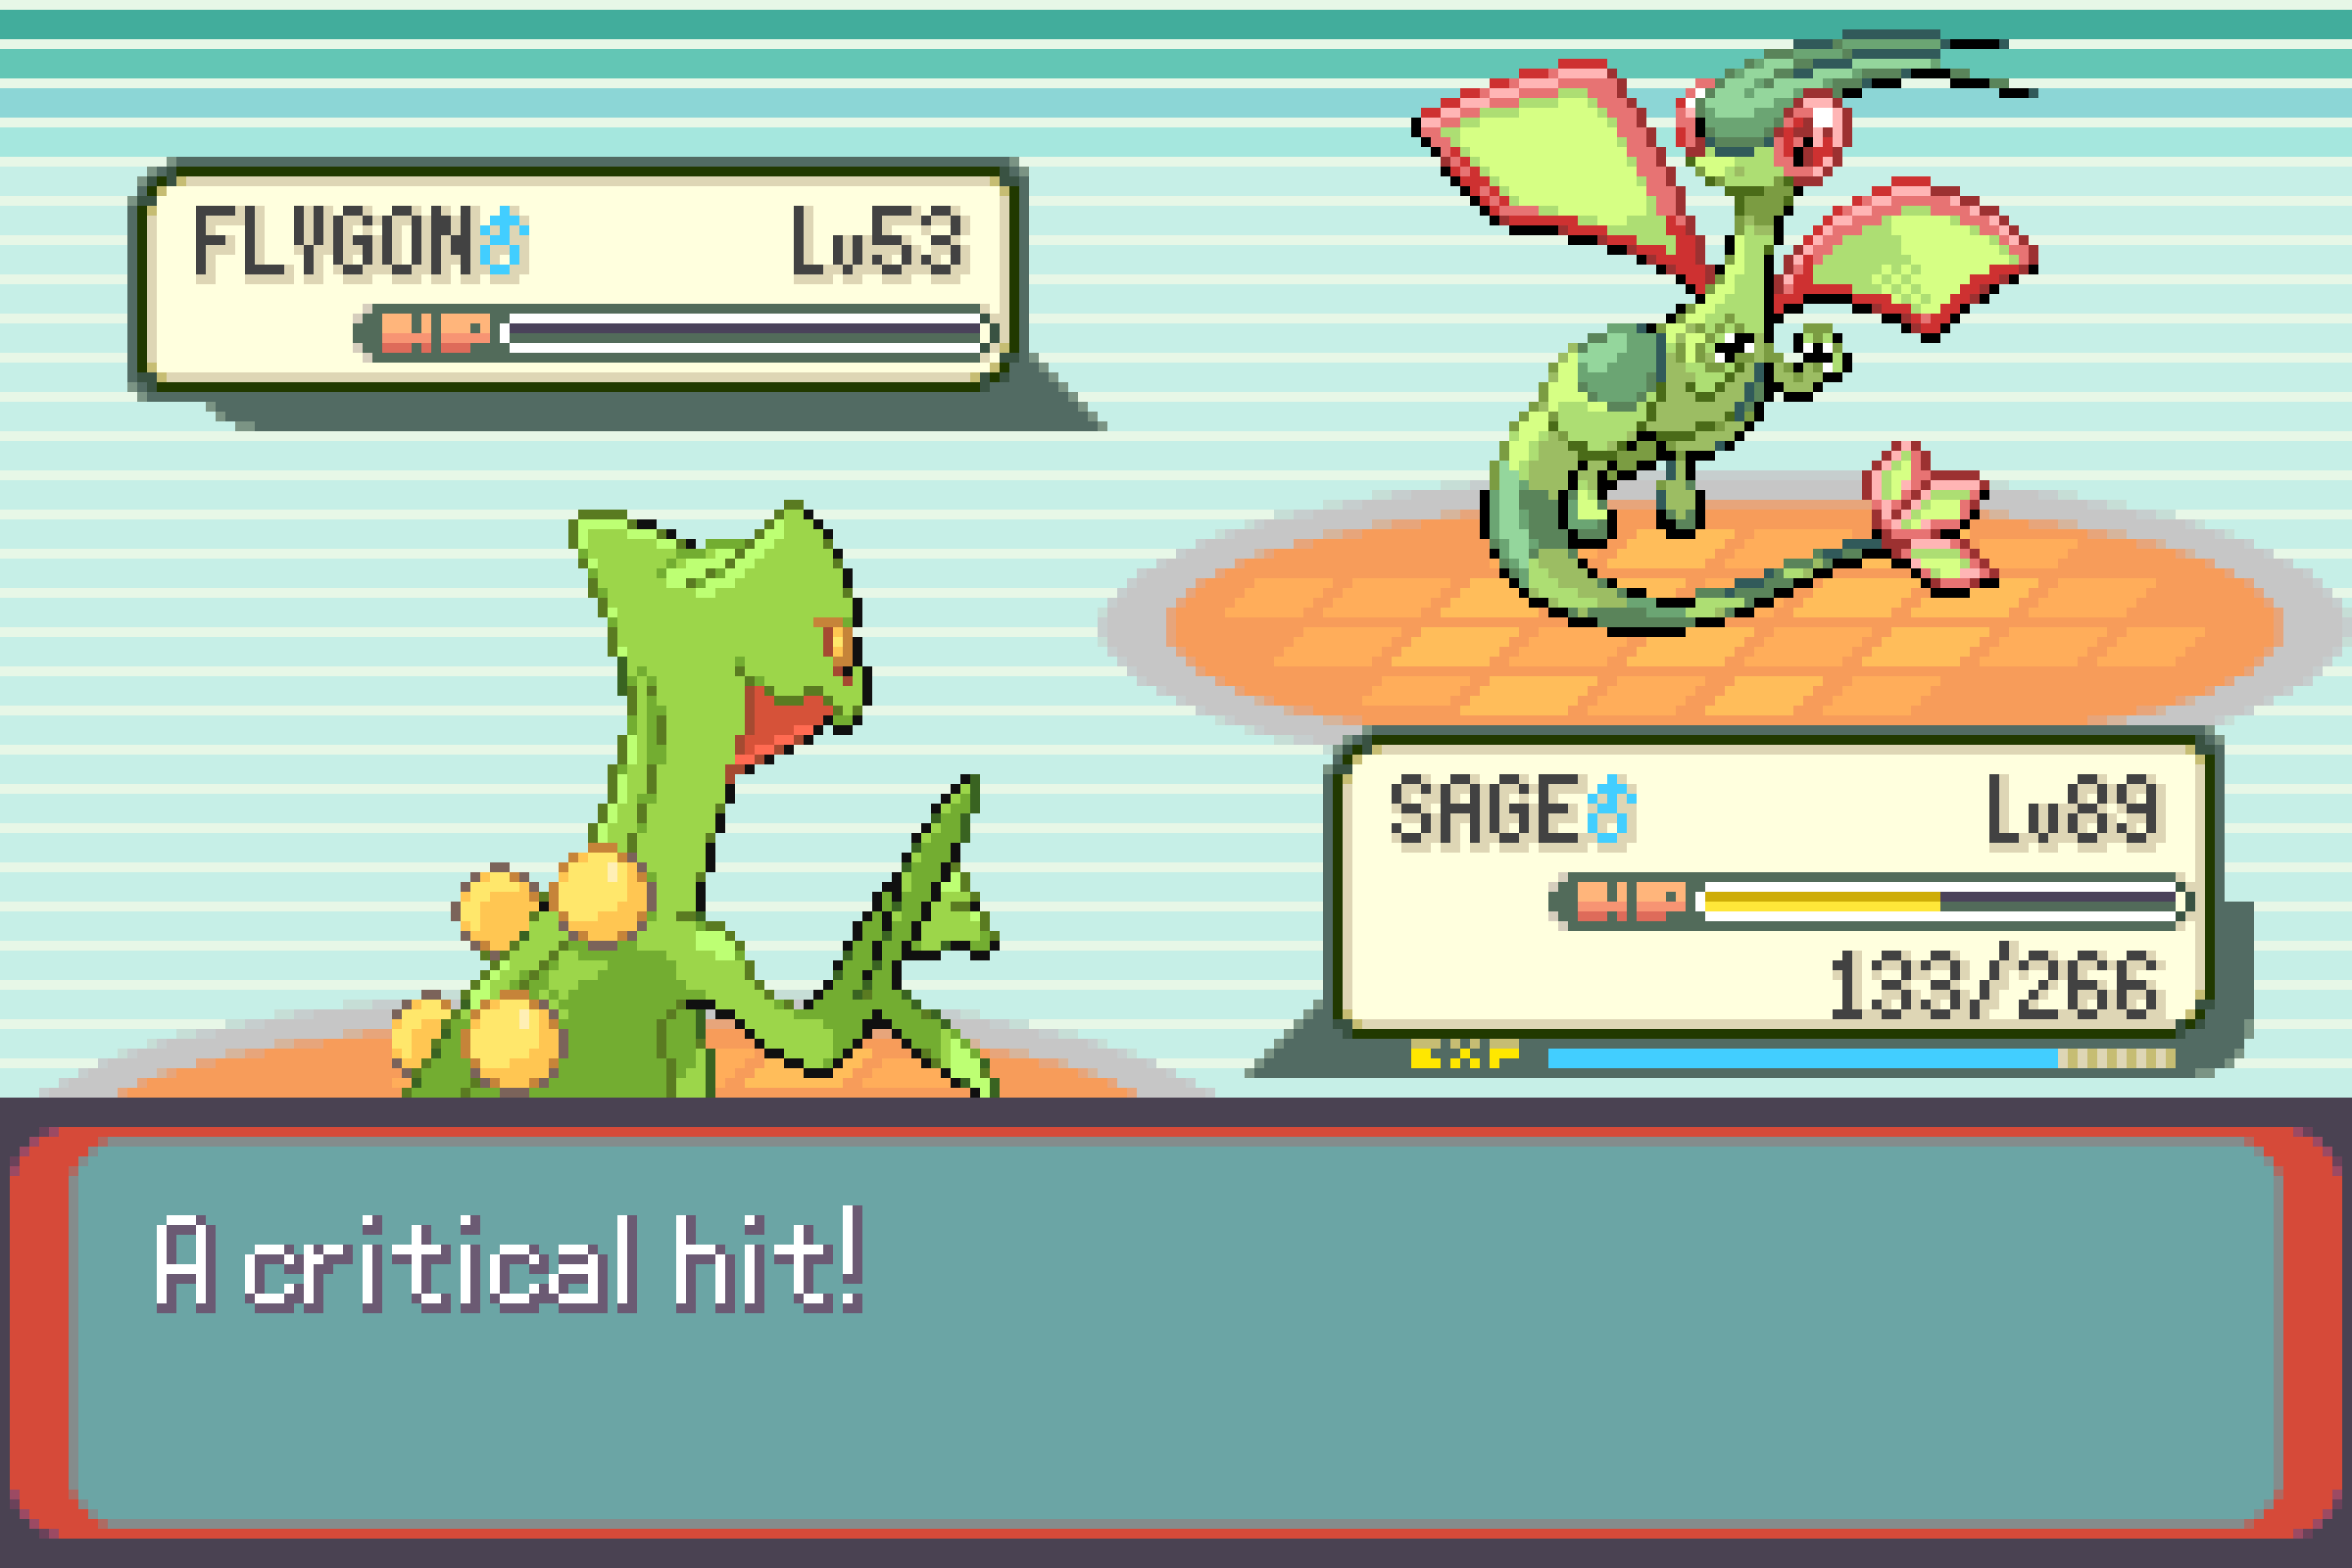 FLYGON♂ Lv53
HP
SAGE♂ Lv89
HP
133/266
EXP
A critical hit!